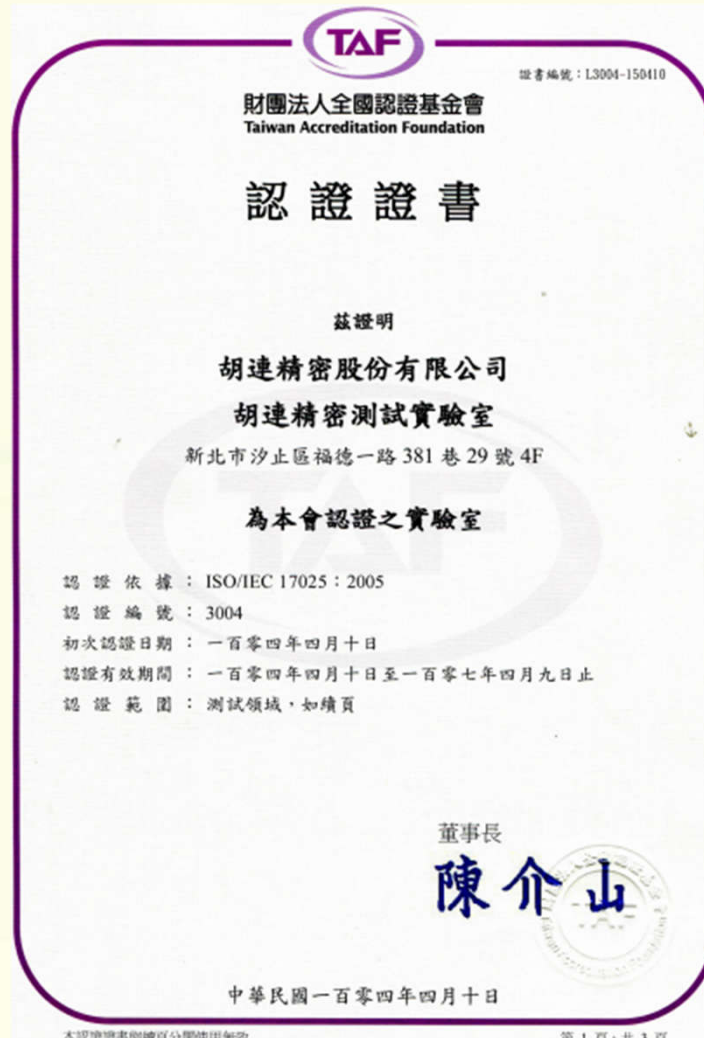 TAF
證書編號：L3004-150410
財團法人全國認證基金會
Taiwan Accreditation Foundation
認證證書
茲證明
胡連精密股份有限公司
胡連精密測試實驗室
新北市汐止區福德一路 381 巷 29 號 4F
為本會認證之實驗室
認證依據：ISO/IEC 17025：2005
認證編號：3004
初次認證日期：一百零四年四月十日
認證有效期間：一百零四年四月十日至一百零七年四月九日止
認證範圍：測試領域，如續頁
董事長
陳介山
中華民國一百零四年四月十日
第 1 頁，共 3 頁